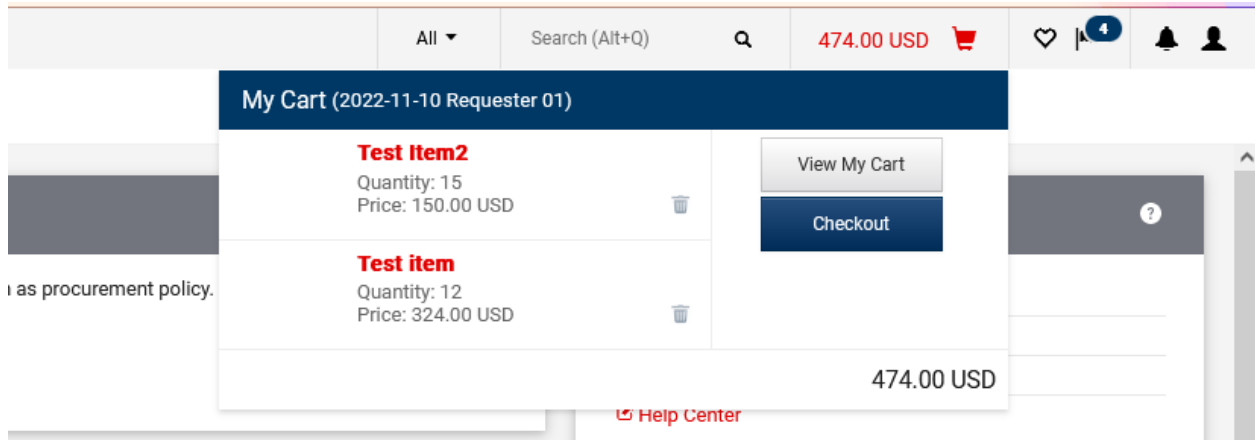 All
Search (Alt+Q)
474.00 USD
4
My Cart (2022-11-10 Requester 01)
Test Item2
Quantity: 15
Price: 150.00 USD
View My Cart
Checkout
?
Test item
Quantity: 12
Price: 324.00 USD
as procurement policy.
474.00 USD
Help Center